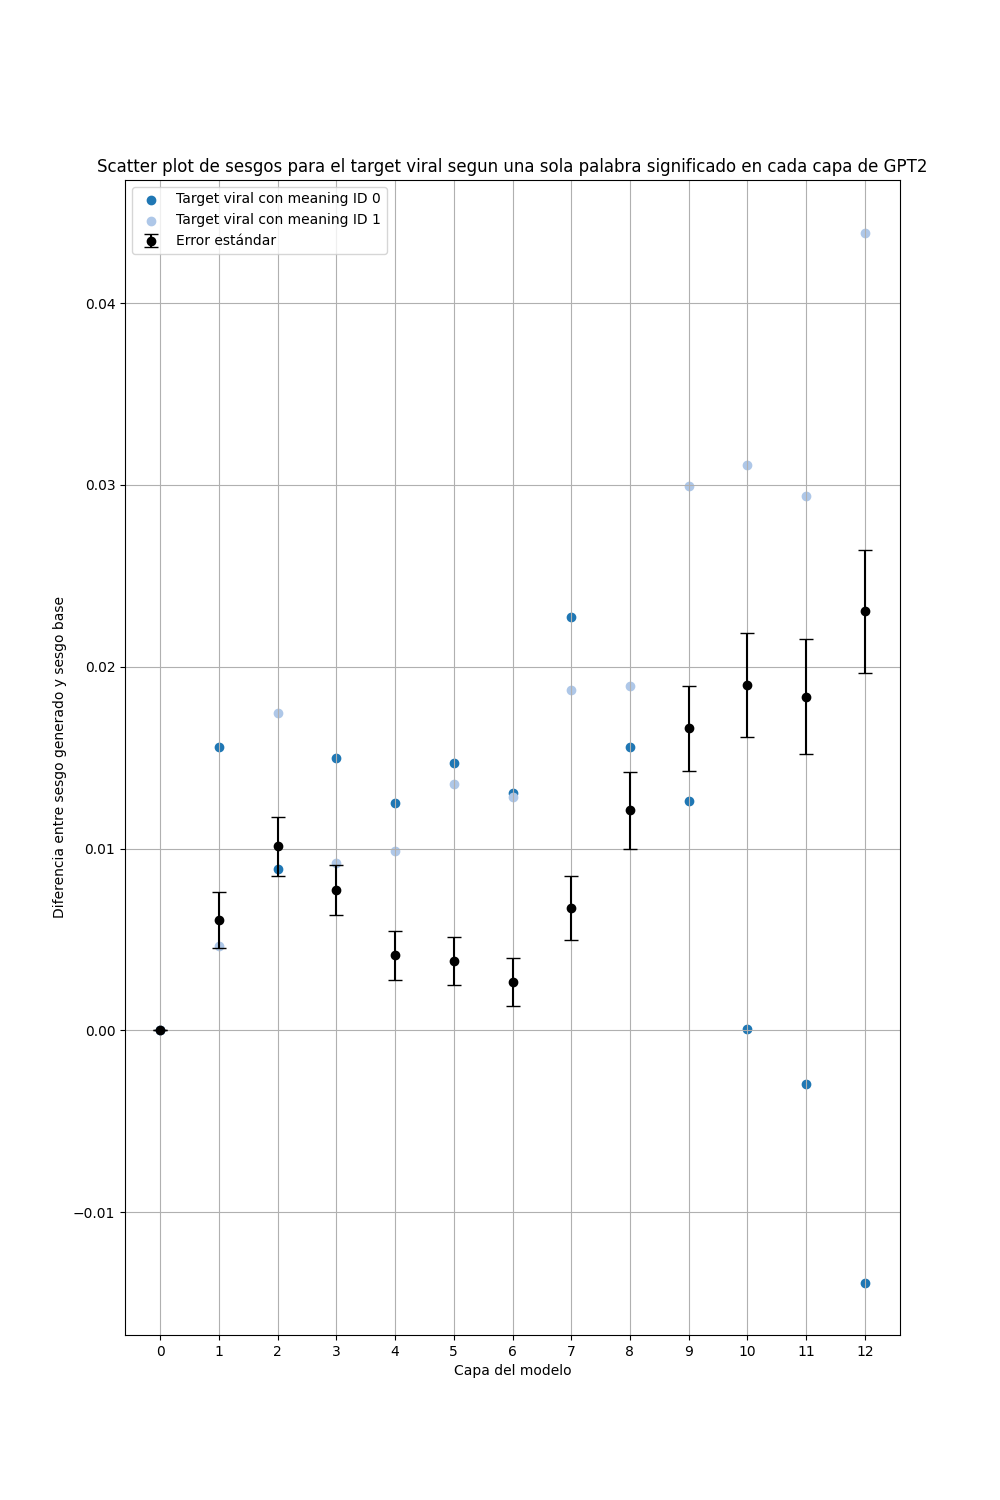 Scatter plot de sesgos para el target viral segun una sola palabra significado en cada capa de GPT2
Target viral con meaning ID 0
Target viral con meaning ID 1
Error estándar
0.04
0.03
0.02
0.01
0.00
−0.01
Diferencia entre sesgo generado y sesgo base
0 1 2 3 4 5 6 7 8 9 10 11 12
Capa del modelo